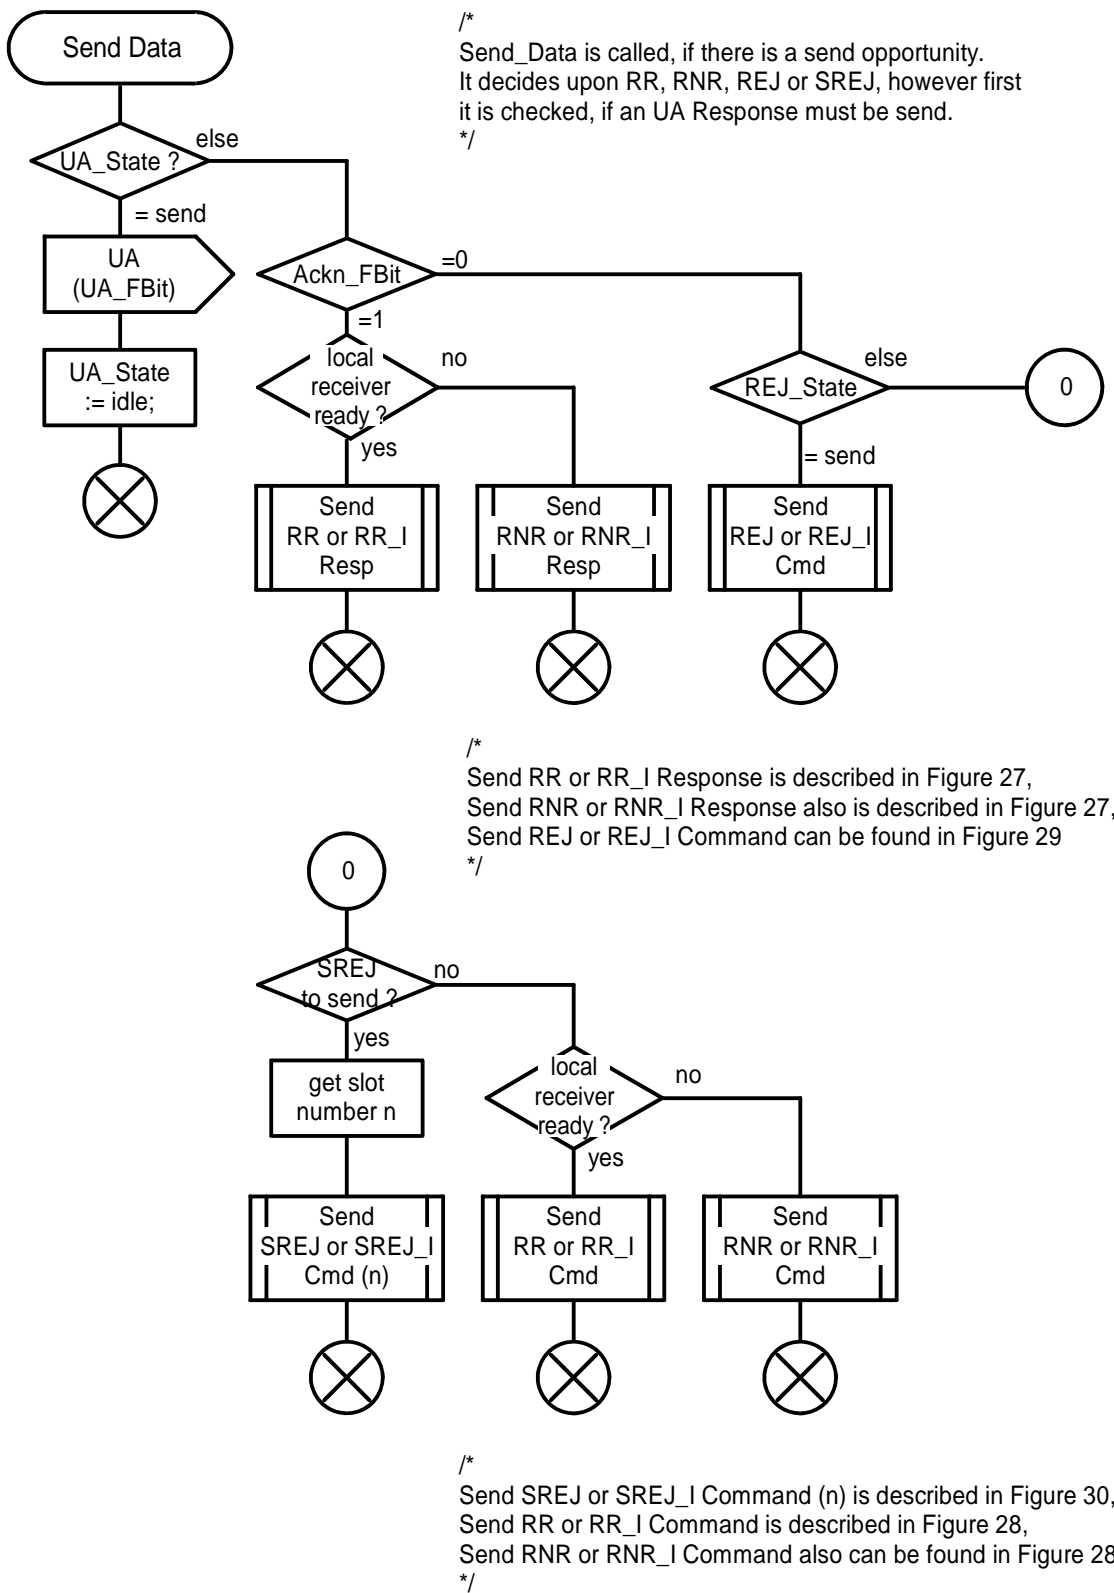 Send Data
/*
Send_Data is called, if there is a send opportunity.
It decides upon RR, RNR, REJ or SREJ, however first
it is checked, if an UA Response must be send.
*/
UA_State ?
else
= send
UA
(UA_FBit)
UA_State
:= idle;
Ackn_FBit
=0
=1
local
receiver
ready ?
no
yes
REJ_State
else
0
= send
Send
RR or RR_I
Resp
Send
RNR or RNR_I
Resp
Send
REJ or REJ_I
Cmd
/*
Send RR or RR_I Response is described in Figure 27,
Send RNR or RNR_I Response also is described in Figure 27,
Send REJ or REJ_I Command can be found in Figure 29
*/
0
SREJ
to send ?
no
yes
get slot
number n
local
receiver
ready ?
no
yes
Send
SREJ or SREJ_I
Cmd (n)
Send
RR or RR_I
Cmd
Send
RNR or RNR_I
Cmd
/*
Send SREJ or SREJ_I Command (n) is described in Figure 30,
Send RR or RR_I Command is described in Figure 28,
Send RNR or RNR_I Command also can be found in Figure 28
*/